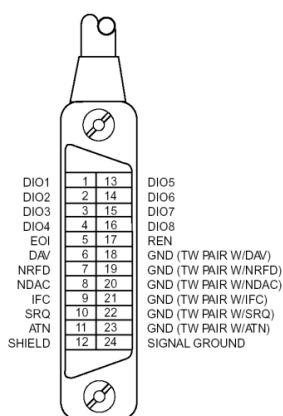 DIO1 1 13 DIO5
DIO2 2 14 DIO6
DIO3 3 15 DIO7
DIO4 4 16 DIO8
EOI 5 17 REN
DAV 6 18 GND (TW PAIR W/DAV)
NRFD 7 19 GND (TW PAIR W/NRFD)
NDAC 8 20 GND (TW PAIR W/NDAC)
IFC 9 21 GND (TW PAIR W/IFC)
SRQ 10 22 GND (TW PAIR W/SRQ)
ATN 11 23 GND (TW PAIR W/ATN)
SHIELD 12 24 SIGNAL GROUND